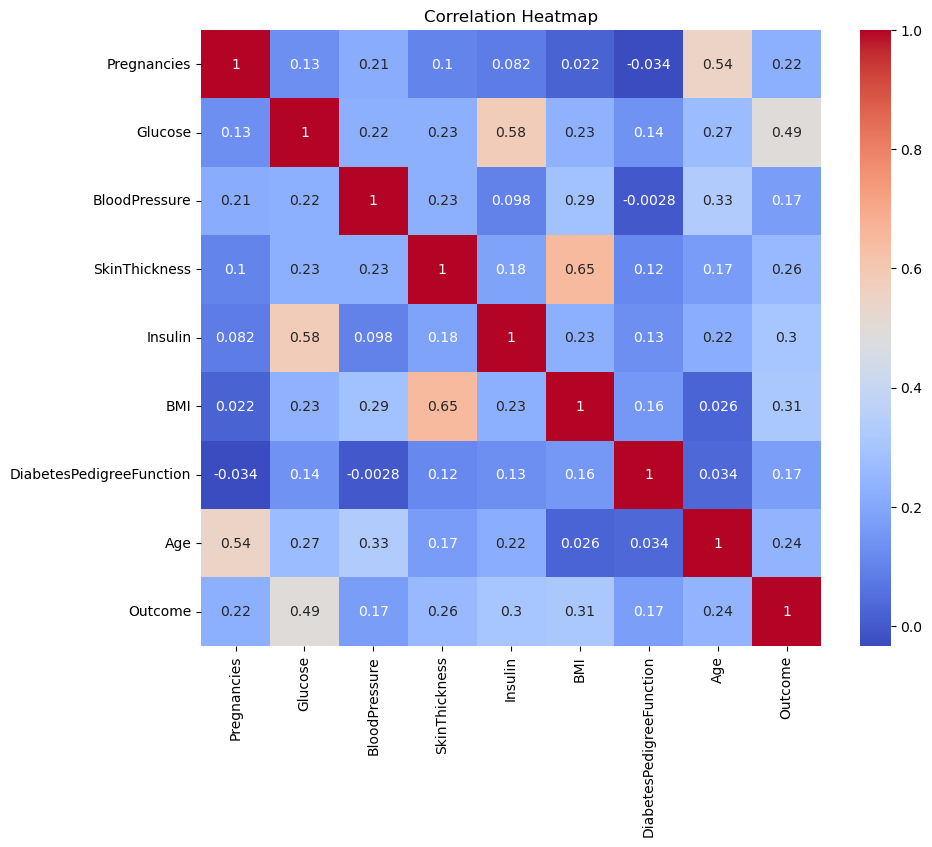 Correlation Heatmap
Pregnancies 1 0.13 0.21 0.1 0.082 0.022 -0.034 0.54 0.22
Glucose 0.13 1 0.22 0.23 0.58 0.23 0.14 0.27 0.49
BloodPressure 0.21 0.22 1 0.23 0.098 0.29 -0.0028 0.33 0.17
SkinThickness 0.1 0.23 0.23 1 0.18 0.65 0.12 0.17 0.26
Insulin 0.082 0.58 0.098 0.18 1 0.23 0.13 0.22 0.3
BMI 0.022 0.23 0.29 0.65 0.23 1 0.16 0.026 0.31
DiabetesPedigreeFunction -0.034 0.14 -0.0028 0.12 0.13 0.16 1 0.034 0.17
Age 0.54 0.27 0.33 0.17 0.22 0.026 0.034 1 0.24
Outcome 0.22 0.49 0.17 0.26 0.3 0.31 0.17 0.24 1
Pregnancies
Glucose
BloodPressure
SkinThickness
Insulin
BMI
DiabetesPedigreeFunction
Age
Outcome
1.0
0.8
0.6
0.4
0.2
0.0